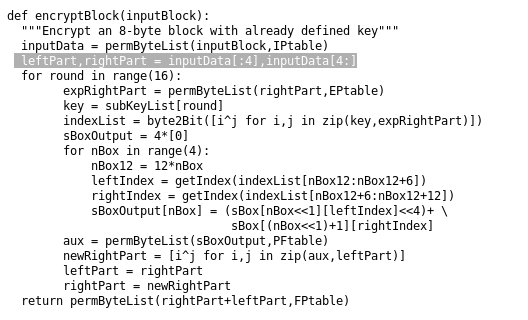 def encryptBlock(inputBlock):
  """Encrypt an 8-byte block with already defined key"""
  inputData = permByteList(inputBlock,IPtable)
  leftPart,rightPart = inputData[:4],inputData[4:]
  for round in range(16):
        expRightPart = permByteList(rightPart,EPtable)
        key = subKeyList[round]
        indexList = byte2Bit([i^j for i,j in zip(key,expRightPart)])
        sBoxOutput = 4*[0]
        for nBox in range(4):
            nBox12 = 12*nBox
            leftIndex = getIndex(indexList[nBox12:nBox12+6])
            rightIndex = getIndex(indexList[nBox12+6:nBox12+12])
            sBoxOutput[nBox] = (sBox[nBox<<1][leftIndex]<<4)+ \
                                sBox[(nBox<<1)+1][rightIndex]
        aux = permByteList(sBoxOutput,PFtable)
        newRightPart = [i^j for i,j in zip(aux,leftPart)]
        leftPart = rightPart
        rightPart = newRightPart
  return permByteList(rightPart+leftPart,FPtable)